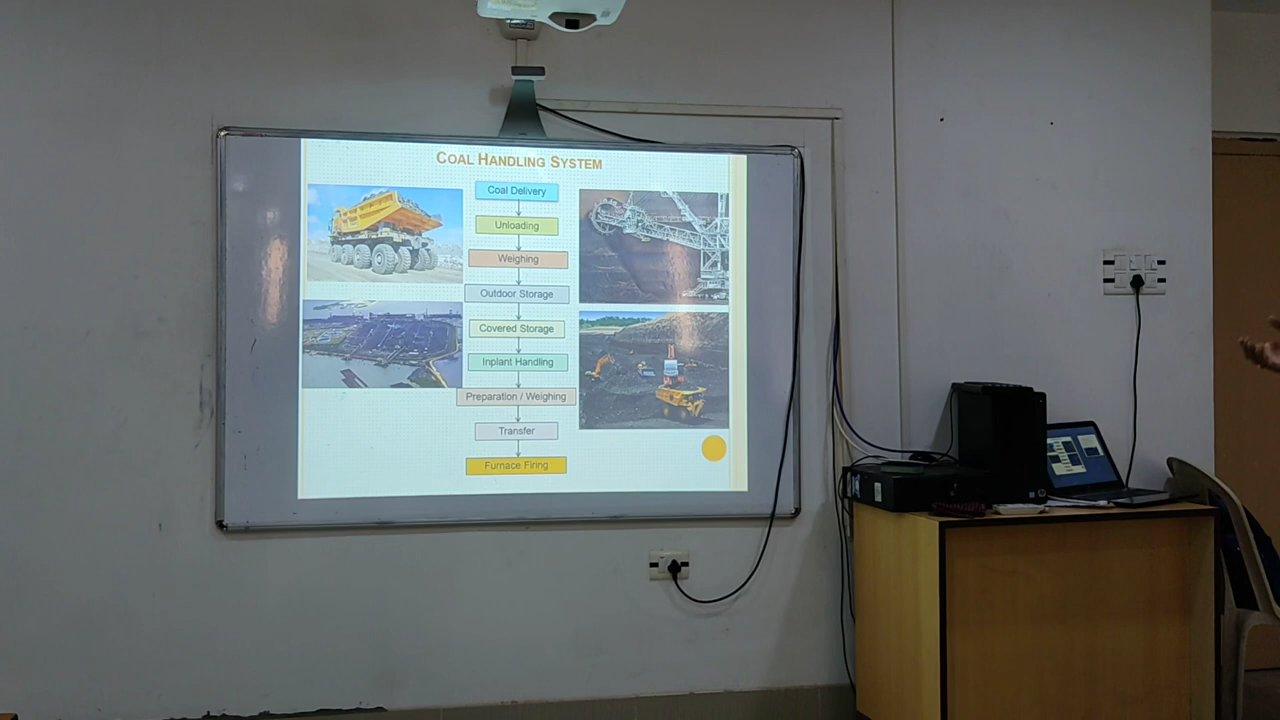 COAL HANDLING SYSTEM
Coal Delivery
Unloading
Weighing
Outdoor Storage
Covered Storage
Inplant Handling
Preparation / Weighing
Transfer
Furnace Firing